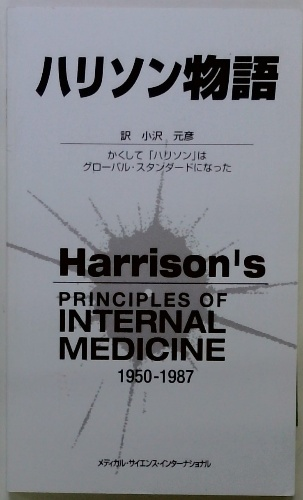 ハリソン物語
訳 小沢 元彦
かくして「ハリソン」は
グローバル・スタンダードになった
Harrison's
PRINCIPLES OF
INTERNAL
MEDICINE
1950-1987
メディカル・サイエンス・インターナショナル